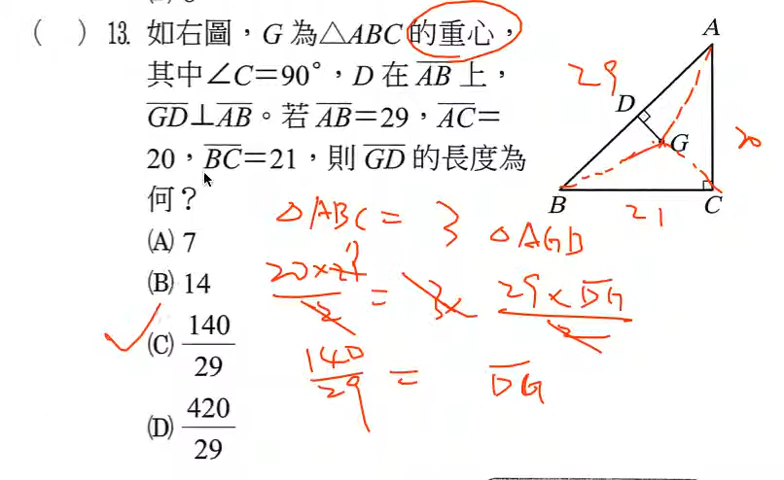 ( ) 13. 如右圖，G 為△ABC 的重心，
其中∠C＝90°，D 在 AB 上，
GD⊥AB。若 AB＝29，AC＝
20，BC＝21，則 GD 的長度為
何？
(A) 7
(B) 14
(C) 140/29
(D) 420/29
A
D
G
B
C
29
20
21
△ABC = 3 △AGB
20×21/2 = 3× 29×DG/2
7
140/29 = DG